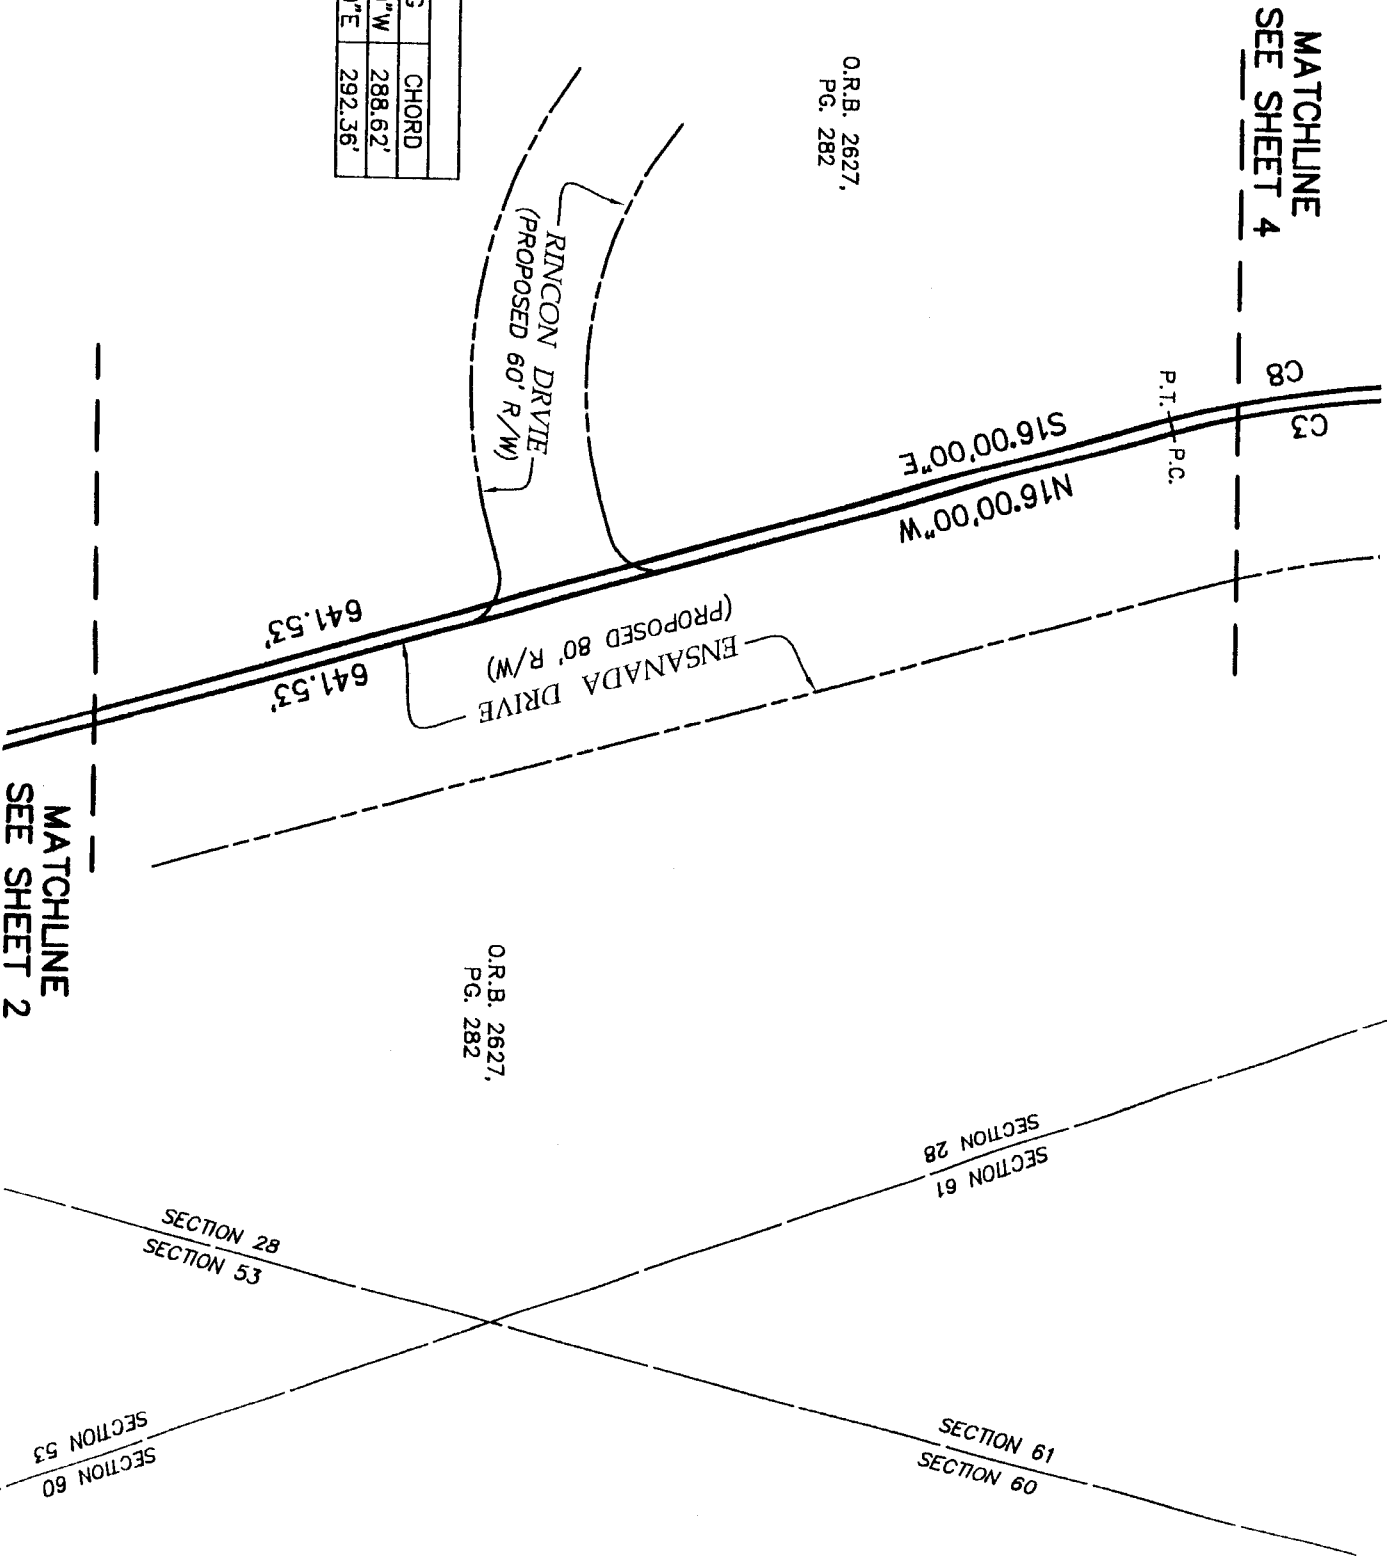 MATCHLINE
SEE SHEET 4
C8
C3
P.T.
P.C.
O.R.B. 2627,
PG. 282
CHORD
"W 288.62'
"E 292.36'
RINCON DRVIE
(PROPOSED 60' R/W)
S16°00'00"E
N16°00'00"W
641.53'
641.53'
ENSANADA DRIVE
(PROPOSED 80' R/W)
MATCHLINE
SEE SHEET 2
O.R.B. 2627,
PG. 282
SECTION 28
SECTION 61
SECTION 28
SECTION 53
SECTION 61
SECTION 60
SECTION 53
SECTION 60